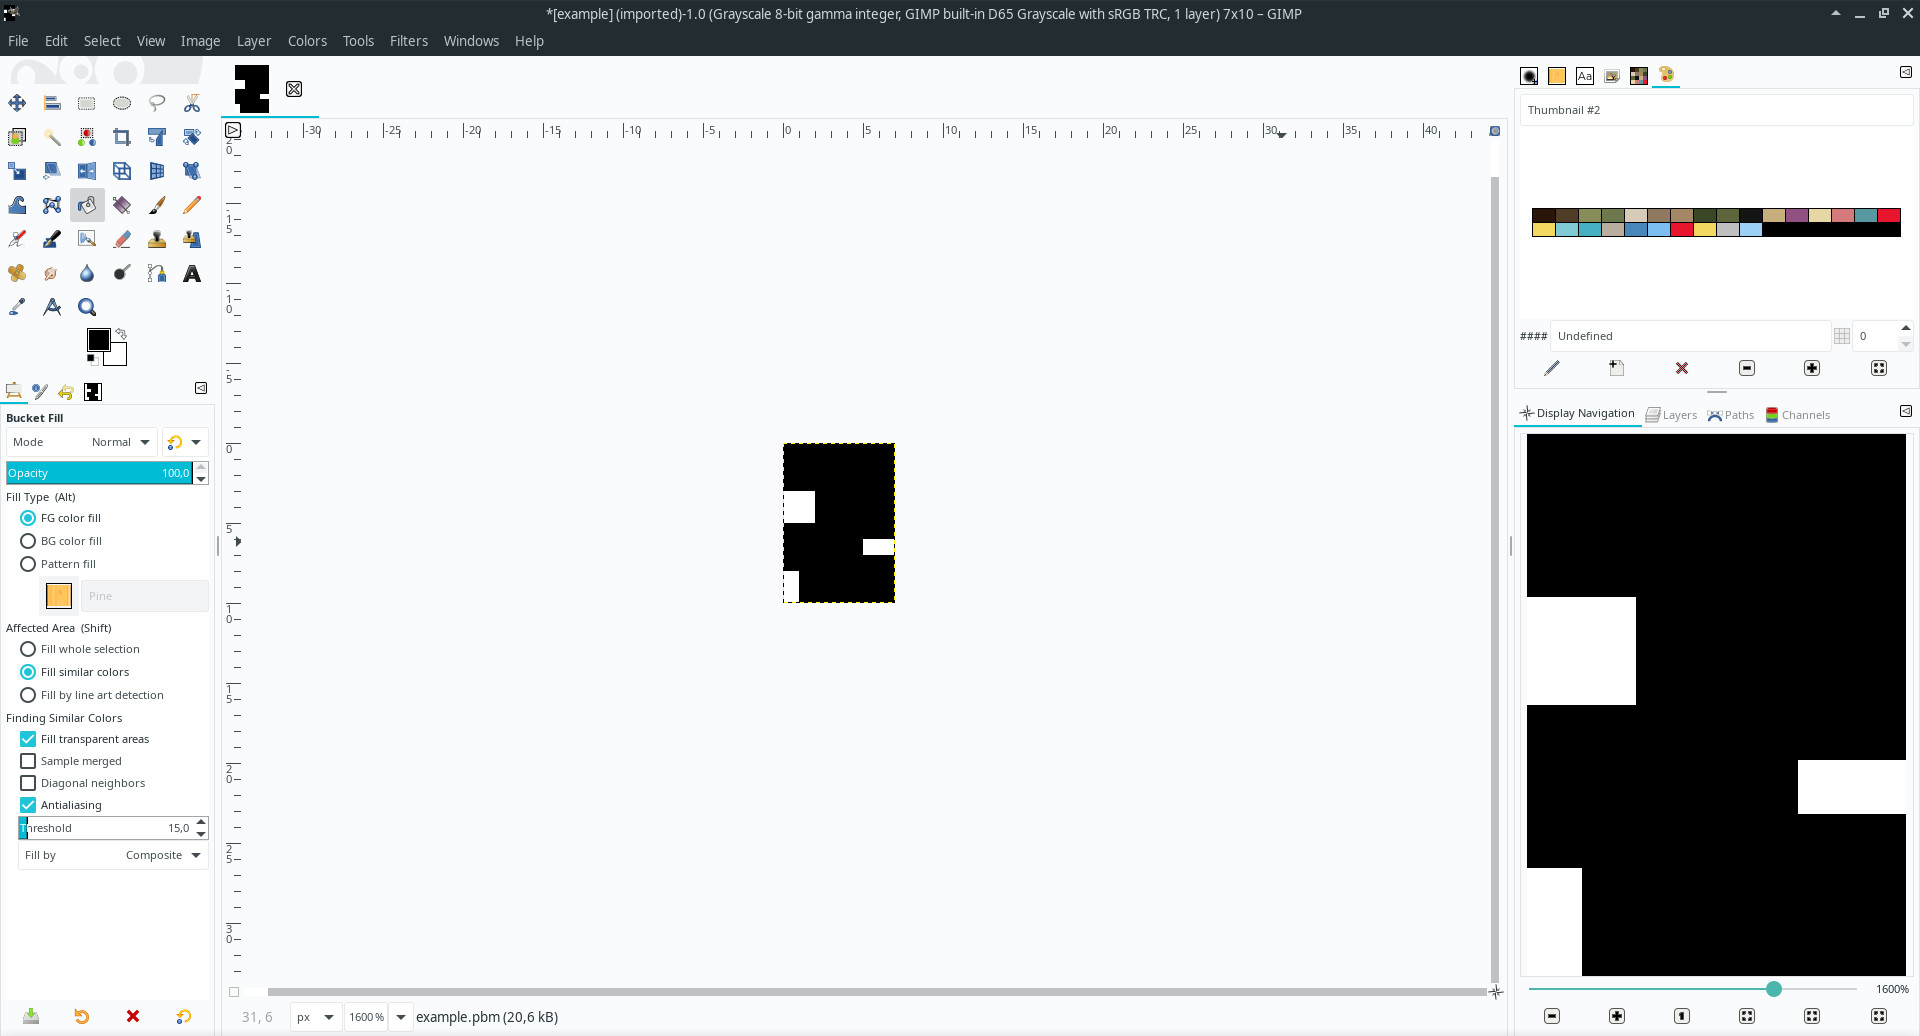 *[example] (imported)-1.0 (Grayscale 8-bit gamma integer, GIMP built-in D65 Grayscale with sRGB TRC, 1 layer) 7x10 – GIMP
File Edit Select View Image Layer Colors Tools Filters Windows Help
Aa
Thumbnail #2
-30 -25 -20 -15 -10 -5 0 5 10 15 20 25 30 35 40
20
15
10
5
0
5
10
15
20
25
30
#### Undefined 0
Display Navigation Layers Paths Channels
Bucket Fill
Mode Normal
Opacity 100,0
Fill Type (Alt)
FG color fill
BG color fill
Pattern fill
Pine
Affected Area (Shift)
Fill whole selection
Fill similar colors
Fill by line art detection
Finding Similar Colors
Fill transparent areas
Sample merged
Diagonal neighbors
Antialiasing
Threshold 15,0
Fill by Composite
1600%
31, 6 px 1600 % example.pbm (20,6 kB)